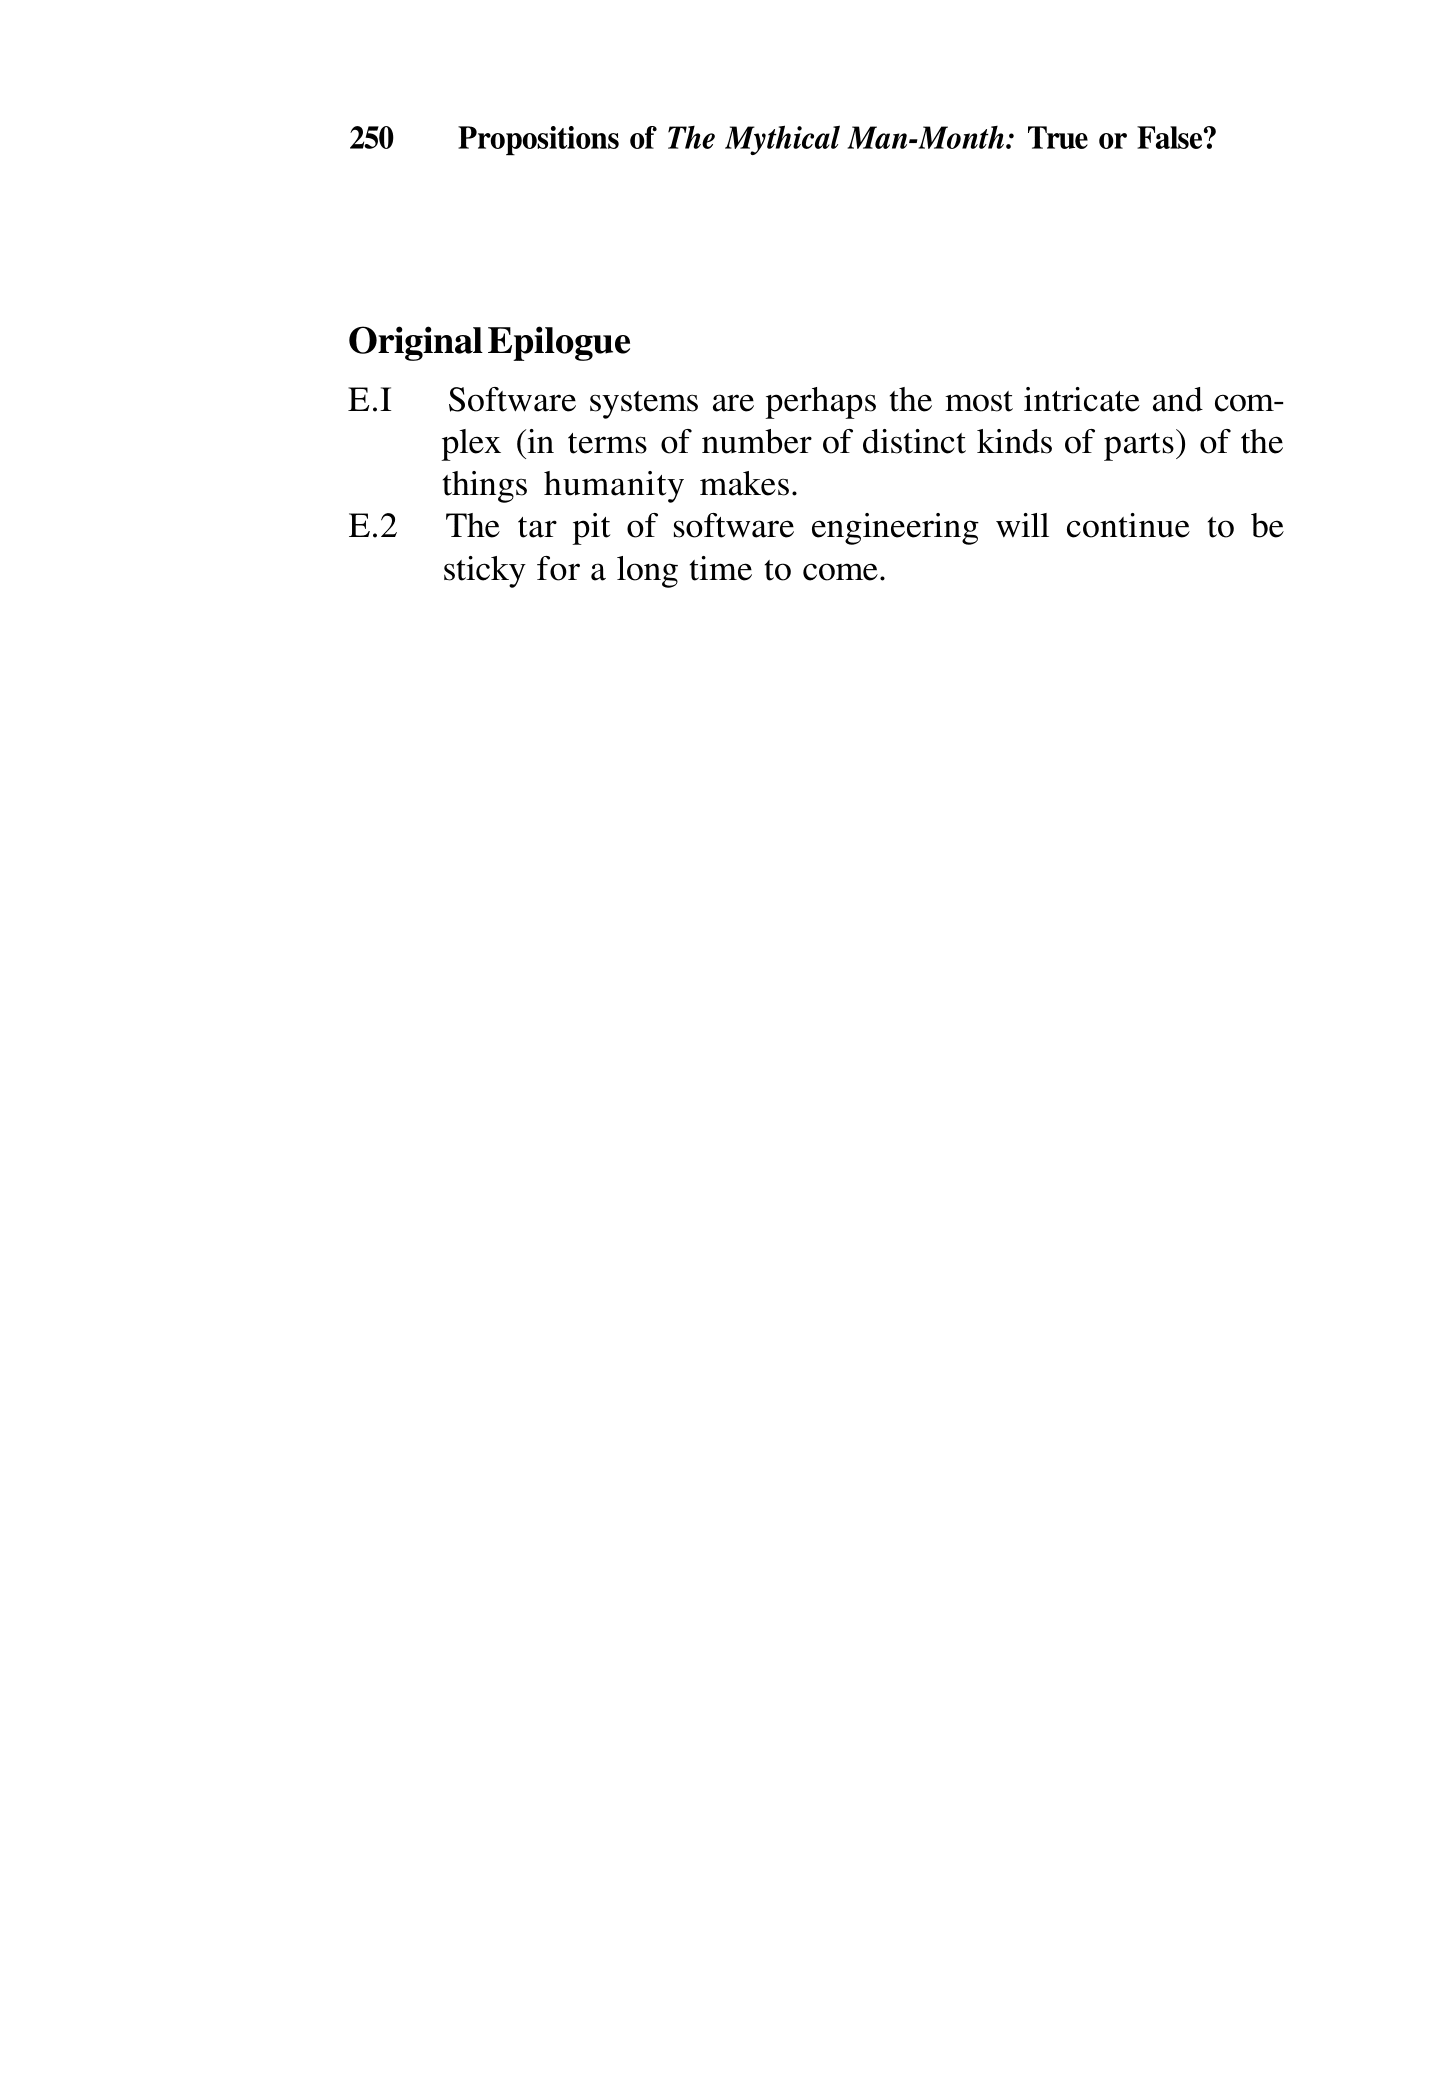 250 Propositions of The Mythical Man-Month: True or False?
Original Epilogue
E.I Software systems are perhaps the most intricate and com-
plex (in terms of number of distinct kinds of parts) of the
things humanity makes.
E.2 The tar pit of software engineering will continue to be
sticky for a long time to come.